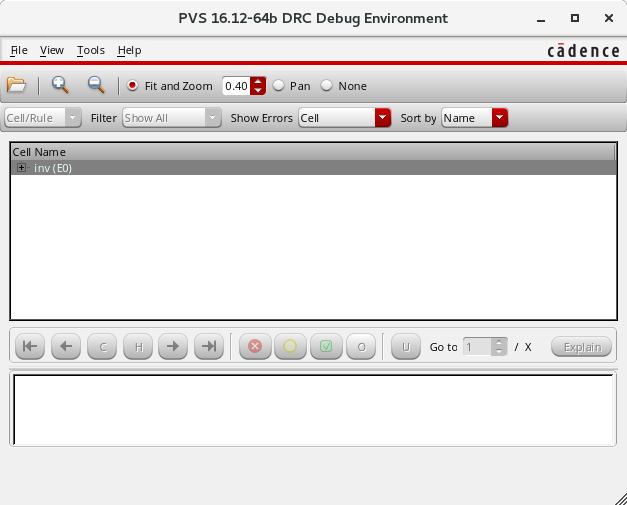 PVS 16.12-64b DRC Debug Environment
File View Tools Help
cādence
Fit and Zoom 0.40 Pan None
Cell/Rule Filter Show All Show Errors Cell Sort by Name
Cell Name
inv (E0)
C H O U Go to 1 / X Explain